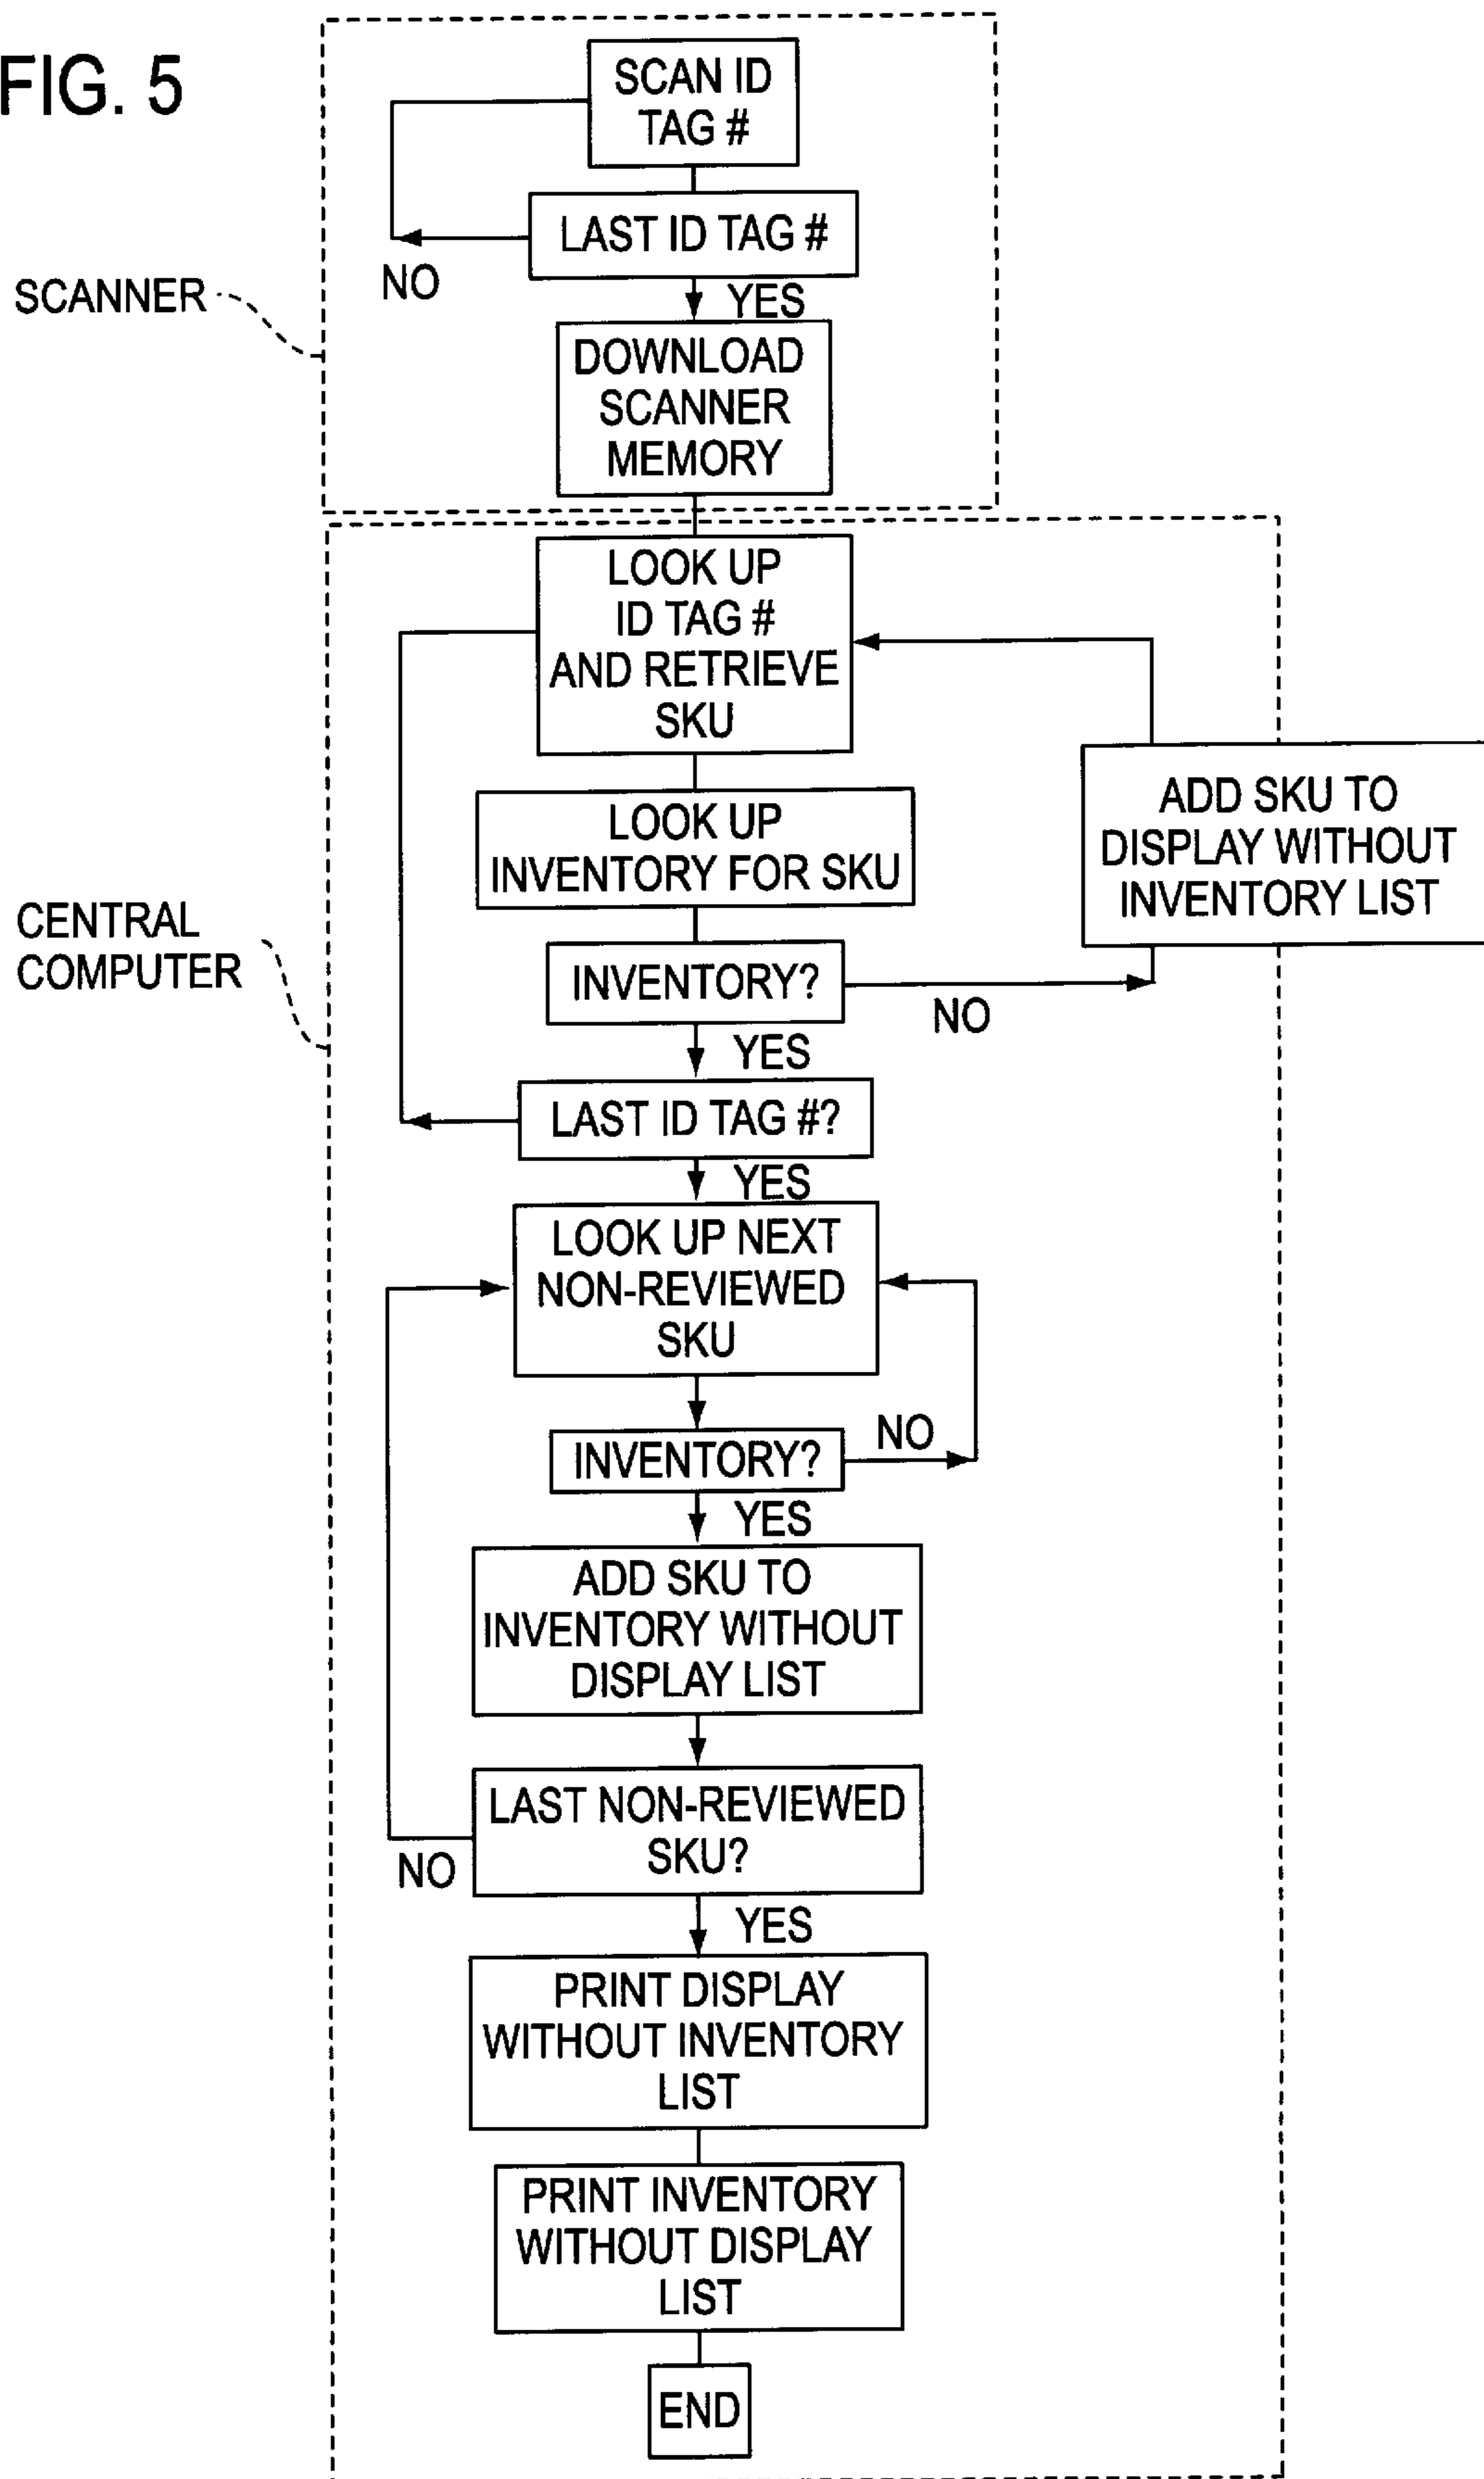 FIG. 5
SCAN ID
TAG #
LAST ID TAG #
NO
SCANNER
YES
DOWNLOAD
SCANNER
MEMORY
LOOK UP
ID TAG #
AND RETRIEVE
SKU
ADD SKU TO
DISPLAY WITHOUT
INVENTORY LIST
LOOK UP
INVENTORY FOR SKU
CENTRAL
COMPUTER
INVENTORY?
NO
YES
LAST ID TAG #?
YES
LOOK UP NEXT
NON-REVIEWED
SKU
INVENTORY?
NO
YES
ADD SKU TO
INVENTORY WITHOUT
DISPLAY LIST
LAST NON-REVIEWED
SKU?
NO
YES
PRINT DISPLAY
WITHOUT INVENTORY
LIST
PRINT INVENTORY
WITHOUT DISPLAY
LIST
END